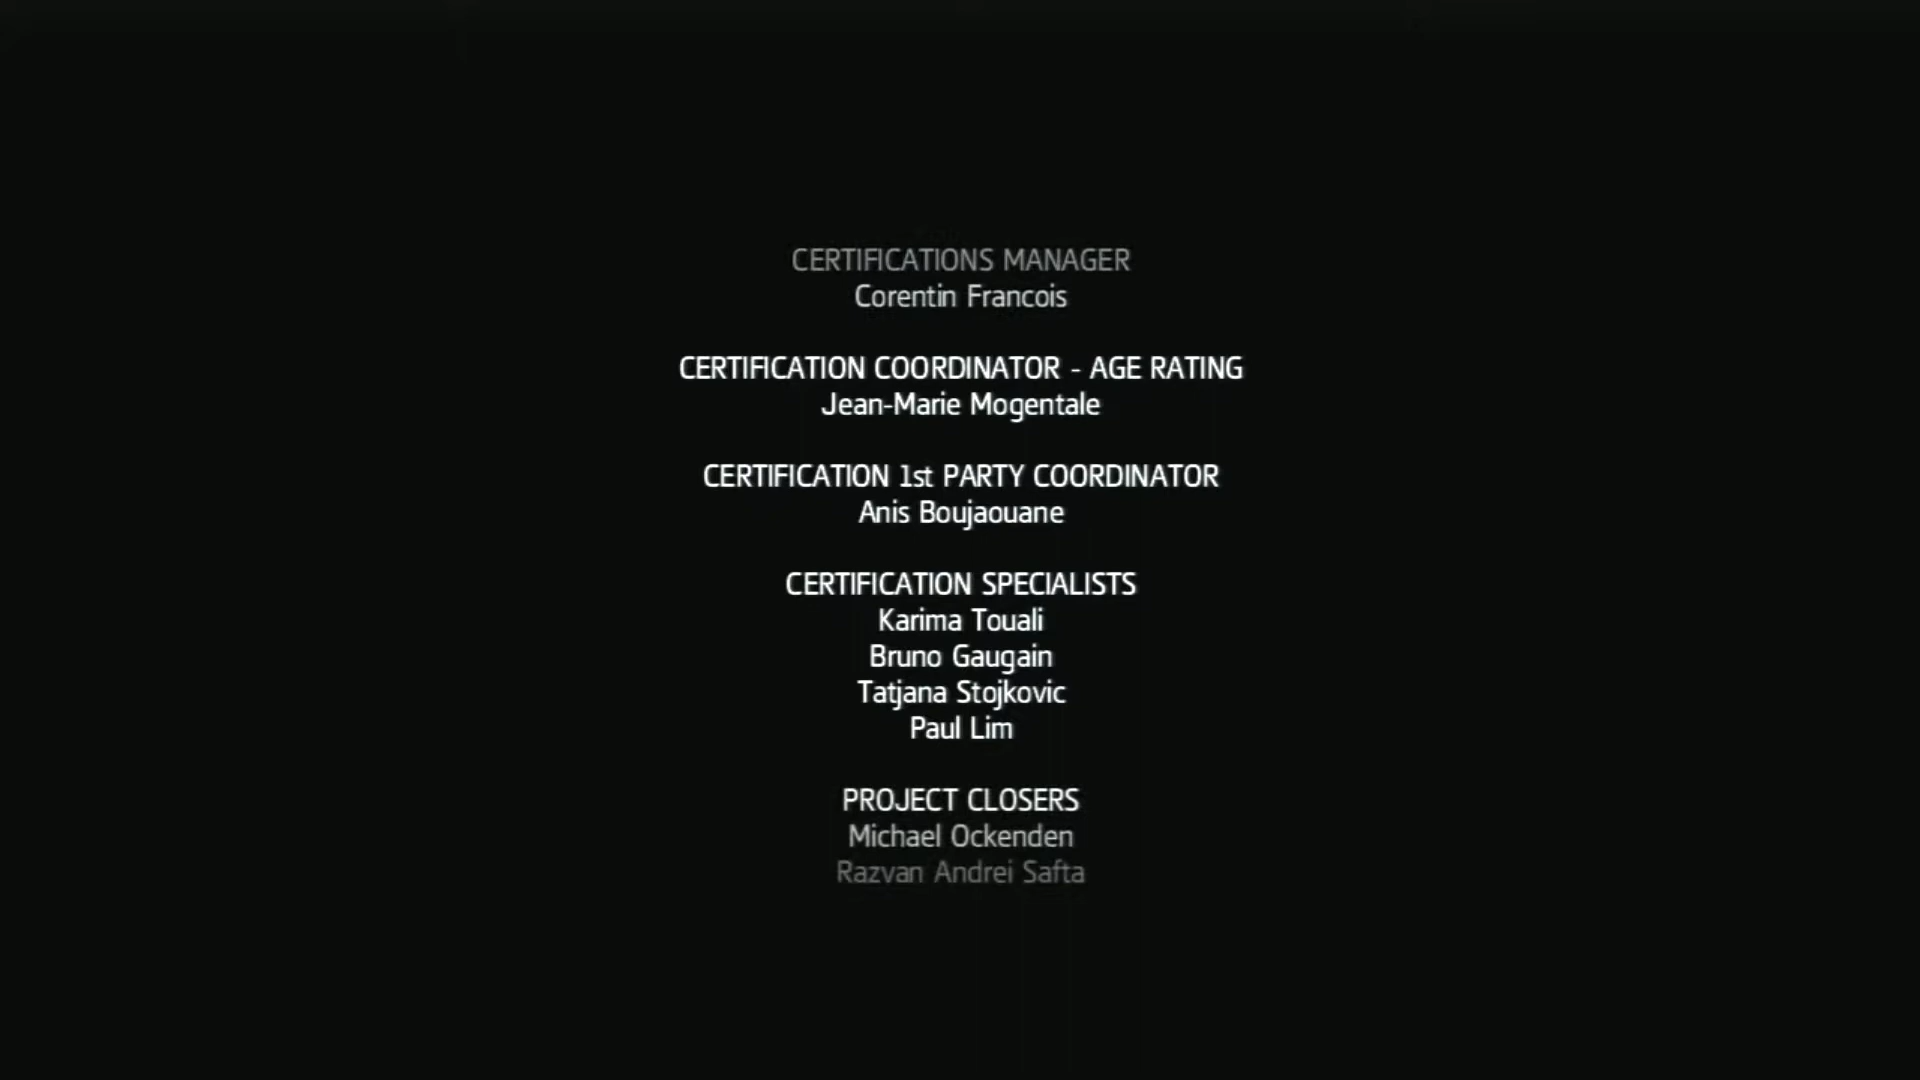 CERTIFICATIONS MANAGER
Corentin Francois
CERTIFICATION COORDINATOR - AGE RATING
Jean-Marie Mogentale
CERTIFICATION 1st PARTY COORDINATOR
Anis Boujaouane
CERTIFICATION SPECIALISTS
Karima Touali
Bruno Gaugain
Tatjana Stojkovic
Paul Lim
PROJECT CLOSERS
Michael Ockenden
Razvan Andrei Safta